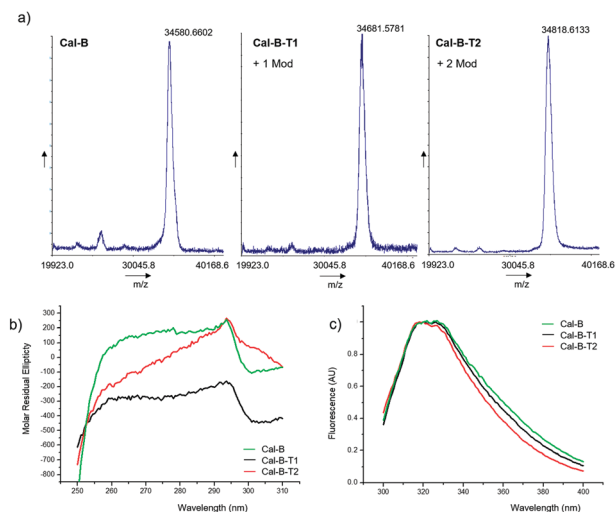 a)
Cal-B
34580.6602
19923.0
30045.8
40168.6
m/z
Cal-B-T1
+ 1 Mod
34681.5781
19923.0
30045.8
40168.6
m/z
Cal-B-T2
+ 2 Mod
34818.6133
19923.0
30045.8
40168.6
m/z
b)
Molar Residual Ellipticy
300
200
100
0
-100
-200
-300
-400
-500
-600
-700
-800
250
260
270
280
290
300
310
Wavelength (nm)
Cal-B
Cal-B-T1
Cal-B-T2
c)
Fluorescence (AU)
1
0.8
0.6
0.4
0.2
0
300
320
340
360
380
400
Wavelength (nm)
Cal-B
Cal-B-T1
Cal-B-T2